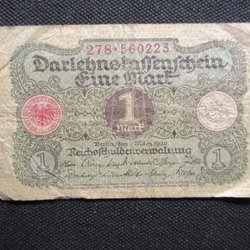 278·560223
Darlehnskassenschein
Eine Mark
1
Mark
Berlin, den 1. März 1920
Reichsschuldenverwaltung
1 1